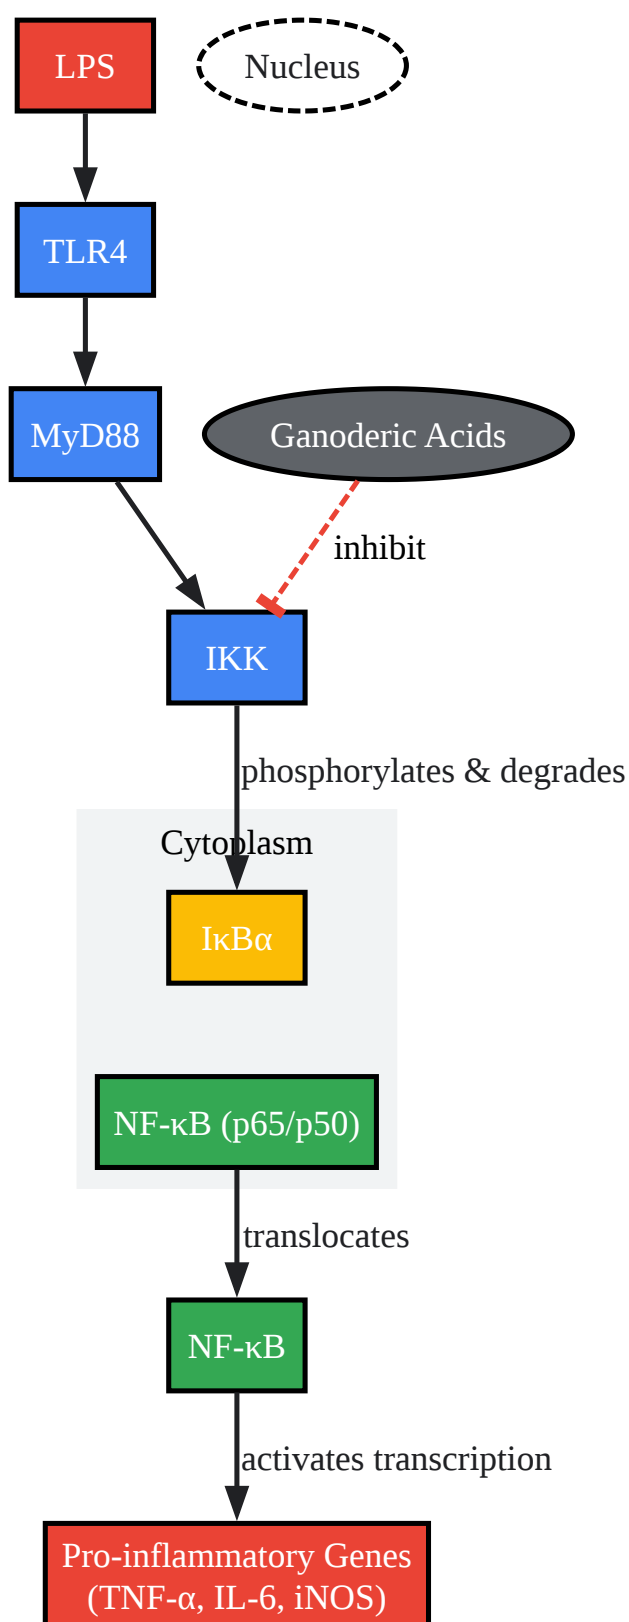 LPS
Nucleus
TLR4
MyD88
Ganoderic Acids
inhibit
IKK
phosphorylates & degrades
Cytoplasm
IκBα
NF-κB (p65/p50)
translocates
NF-κB
activates transcription
Pro-inflammatory Genes
(TNF-α, IL-6, iNOS)